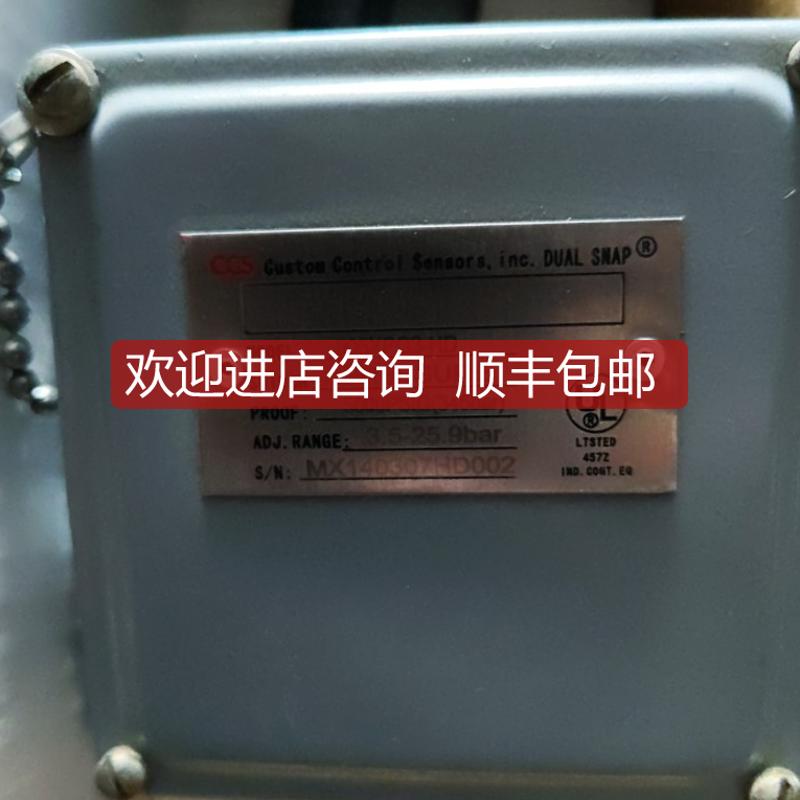 CCS Custom Control Sensors, inc. DUAL SNAP®
欢迎进店咨询 顺丰包邮
PROOF:
ADJ. RANGE: 3.5-25.9bar
S/N: MX140307HD002
LTSTED
457Z
IND. CONT. EQ